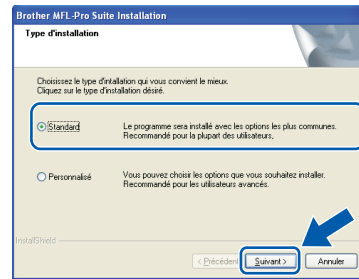 Brother MFL-Pro Suite Installation
Type d'installation
Choisissez le type d'intallation qui vous convient le mieux.
Cliquez sur le type d'installation désiré.
Standard
Le programme sera installé avec les options les plus communes.
Recommandé pour la plupart des utilisateurs,
Personnalisé
Vous pouvez choisir les options que vous souhaitez installer.
Recommandé pour les utilisateurs avancés.
InstallShield
< Précédent
Suivant >
Annuler